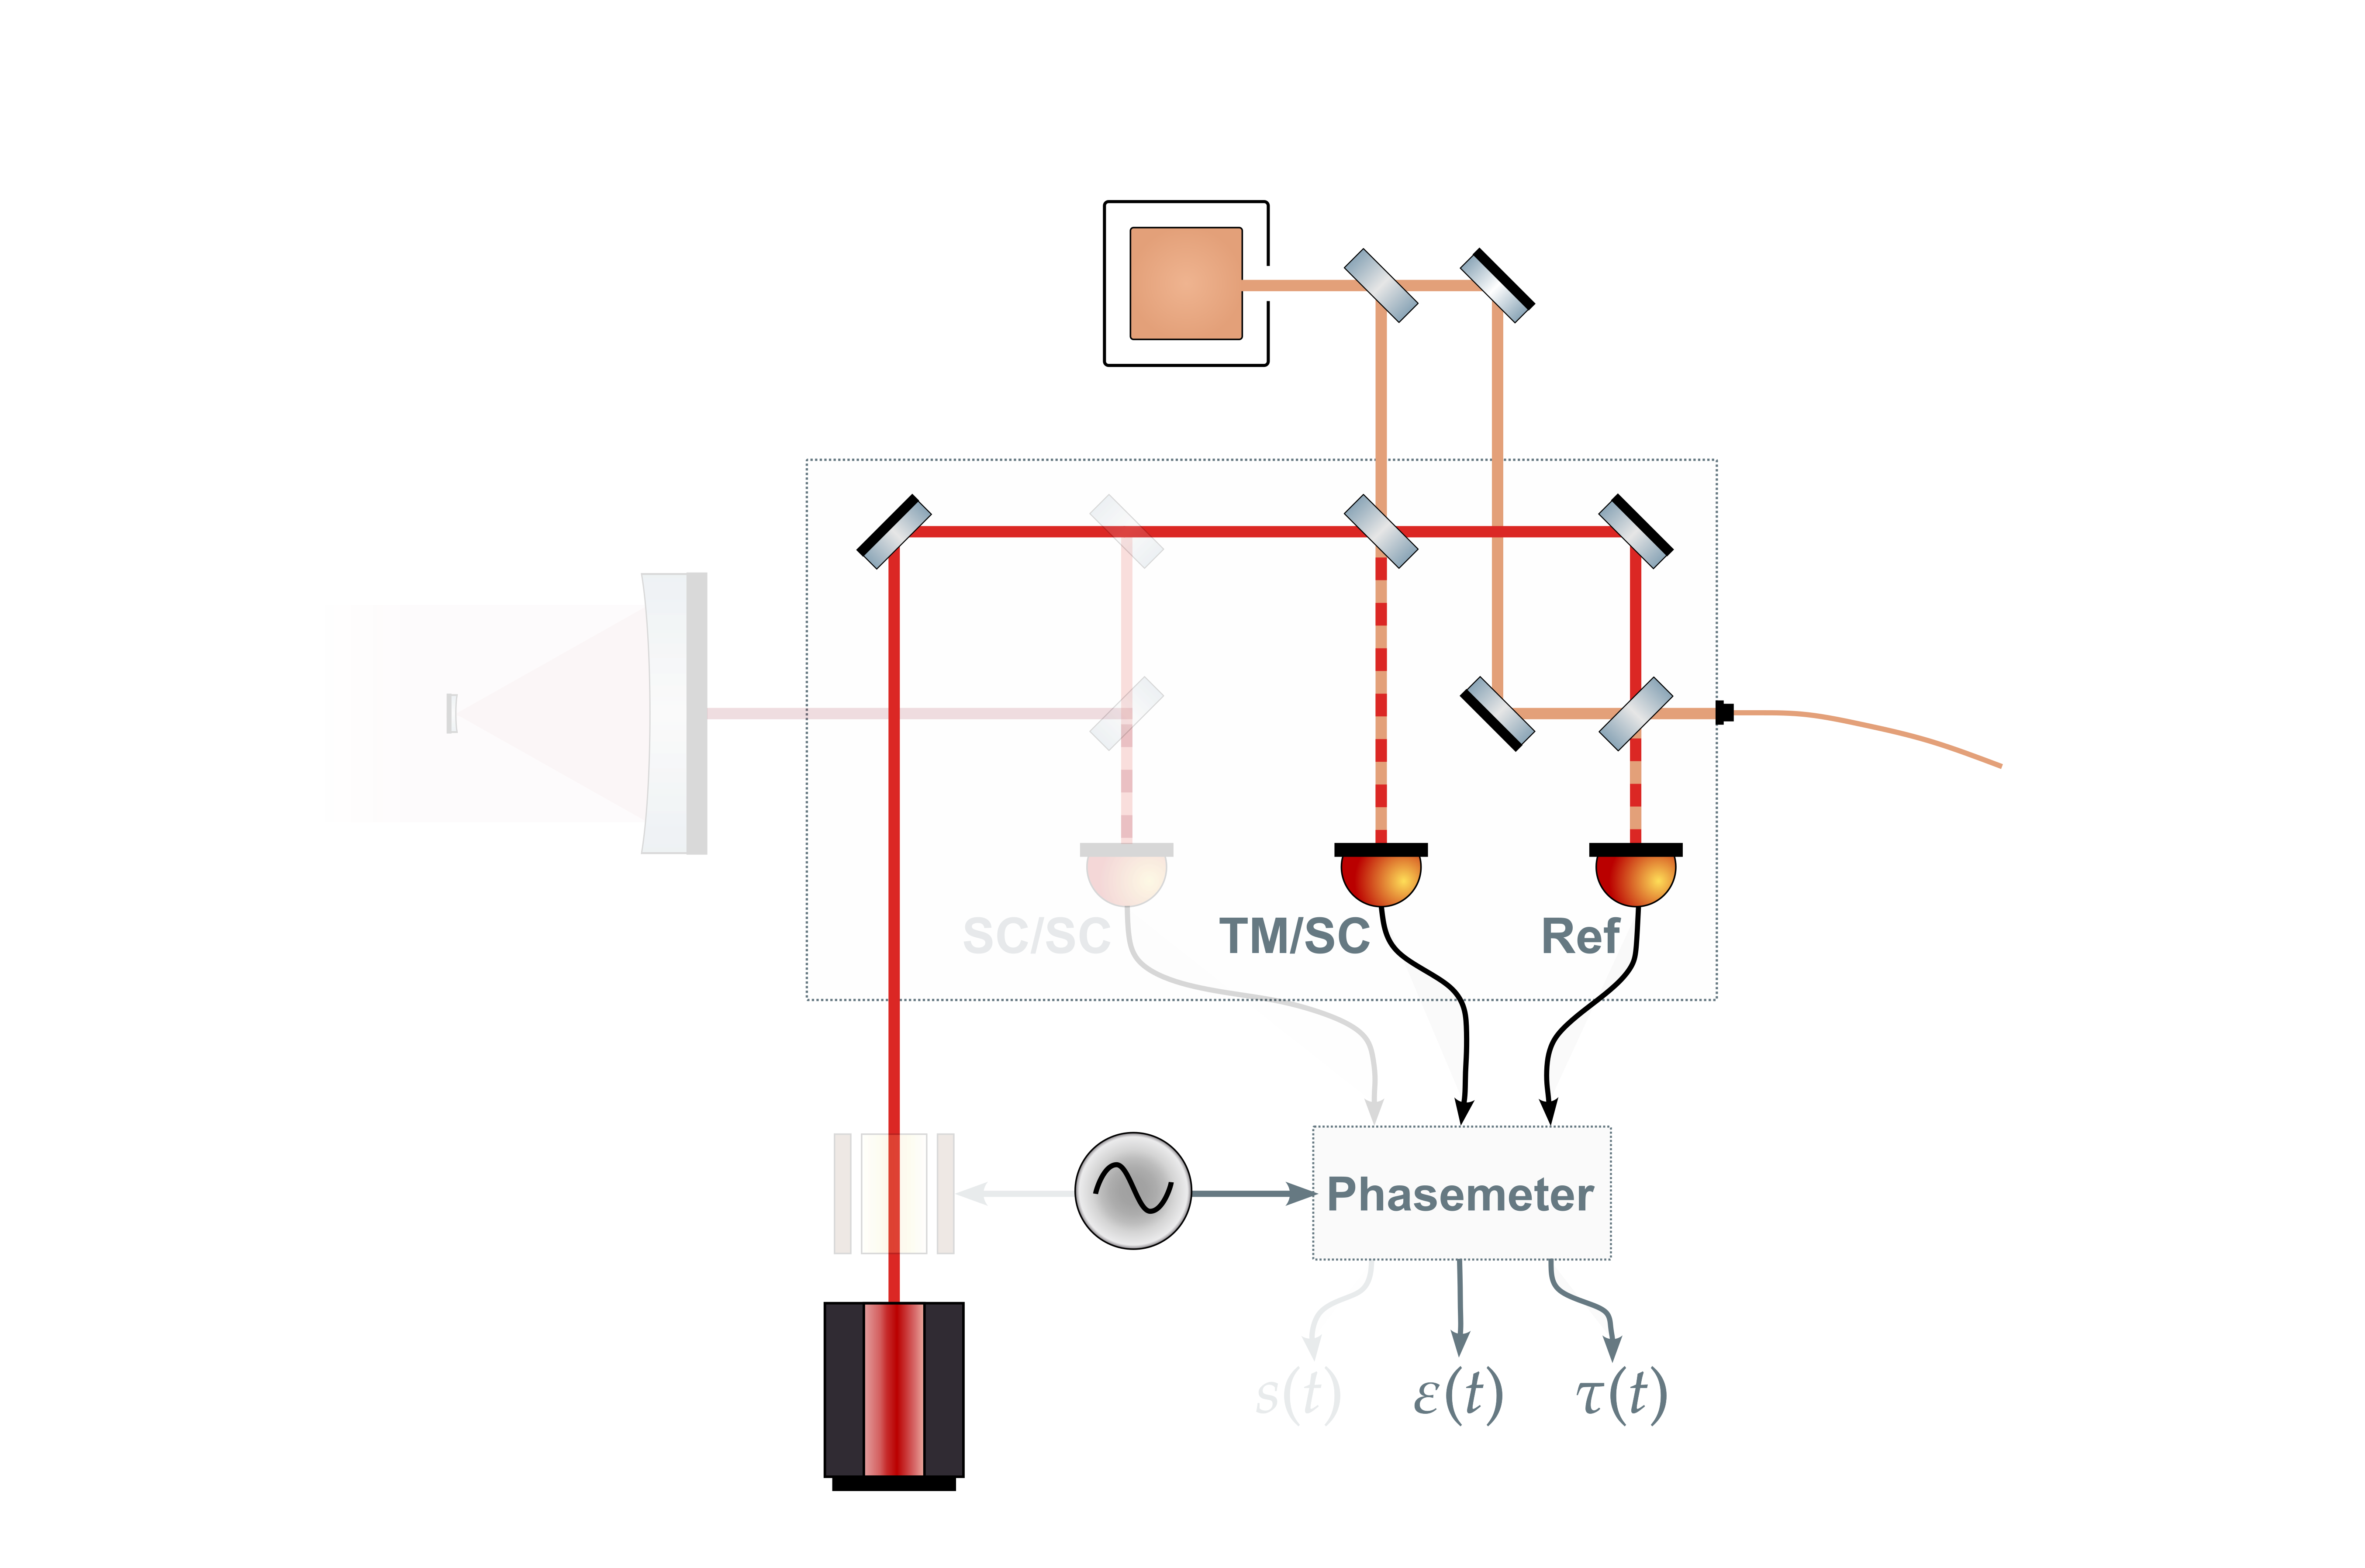 SC/SC
TM/SC
Ref
Phasemeter
s(t)
ε(t)
τ(t)